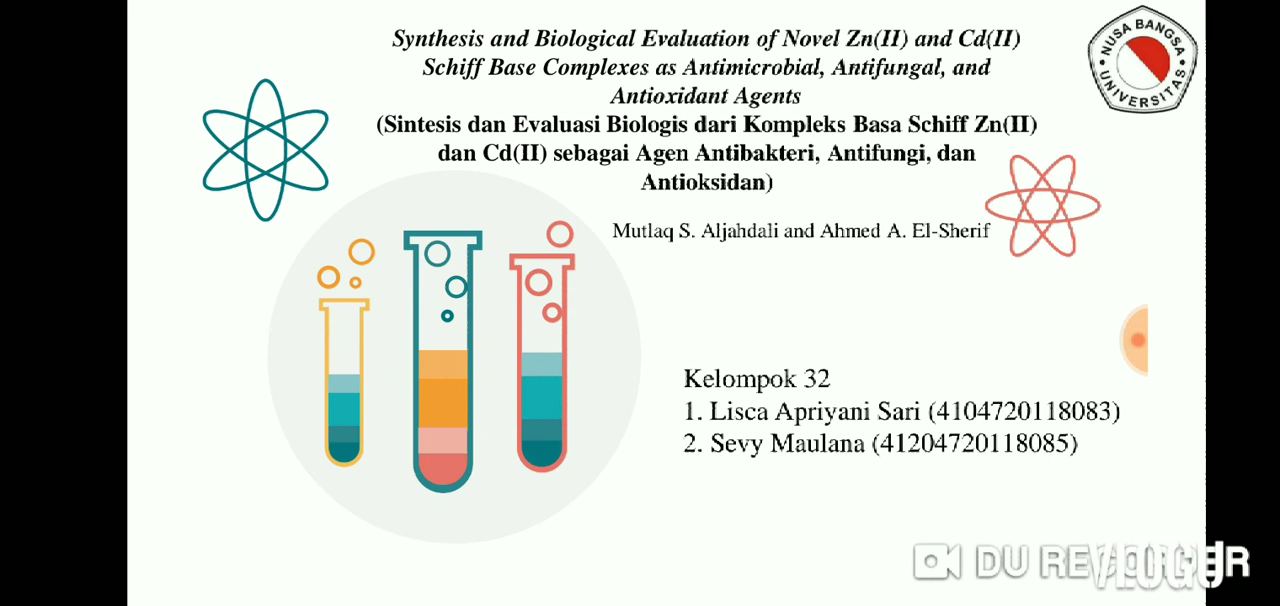 Synthesis and Biological Evaluation of Novel Zn(II) and Cd(II)
Schiff Base Complexes as Antimicrobial, Antifungal, and
Antioxidant Agents
(Sintesis dan Evaluasi Biologis dari Kompleks Basa Schiff Zn(II)
dan Cd(II) sebagai Agen Antibakteri, Antifungi, dan
Antioksidan)
NUSA BANGSA
UNIVERSITAS
Mutlaq S. Aljahdali and Ahmed A. El-Sherif
Kelompok 32
1. Lisca Apriyani Sari (4104720118083)
2. Sevy Maulana (41204720118085)
DU RECORDER